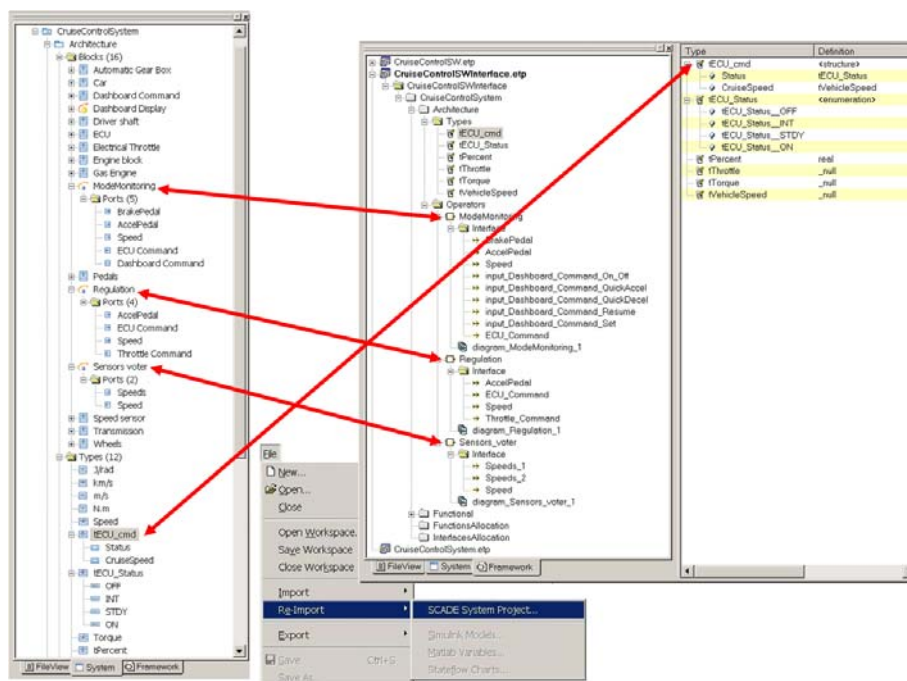 CruiseControlSystem
Architecture
Blocks (16)
Automatic Gear Box
Car
Dashboard Command
Dashboard Display
Driver shaft
ECU
Electrical Throttle
Engine block
Gas Engine
ModeMonitoring
Ports (5)
BrakePedal
AccelPedal
Speed
ECU Command
Dashboard Command
Pedals
Regulation
Ports (4)
AccelPedal
ECU Command
Speed
Throttle Command
Sensors voter
Ports (2)
Speeds
Speed
Speed sensor
Transmission
Wheels
Types (12)
J/rad
km/s
m/s
N.m
Speed
tECU_cmd
Status
CruiseSpeed
tECU_Status
OFF
INT
STDY
ON
Torque
tPercent
FileView System Framework
File
New...
Open...
Close
Open Workspace.
Save Workspace
Close Workspace
Import
Re-Import
Export
Save Ctrl+S
Save As.
SCADE System Project...
Simulink Models...
Matlab Variables...
Stateflow Charts...
CruiseControlSW.etp
CruiseControlSWInterface.etp
CruiseControlSWInterface
CruiseControlSystem
Architecture
Types
tECU_cmd
tECU_Status
tPercent
tThrottle
tTorque
tVehicleSpeed
Operators
ModeMonitoring
Interface
BrakePedal
AccelPedal
Speed
input_Dashboard_Command_On_Off
input_Dashboard_Command_QuickAccel
input_Dashboard_Command_QuickDecel
input_Dashboard_Command_Resume
input_Dashboard_Command_Set
ECU_Command
diagram_ModeMonitoring_1
Regulation
Interface
AccelPedal
ECU_Command
Speed
Throttle_Command
diagram_Regulation_1
Sensors_voter
Interface
Speeds_1
Speeds_2
Speed
diagram_Sensors_voter_1
Functional
FunctionsAllocation
InterfacesAllocation
CruiseControlSystem.etp
FileView System Framework
Type Definition
tECU_cmd <structure>
Status tECU_Status
CruiseSpeed tVehicleSpeed
tECU_Status <enumeration>
tECU_Status__OFF
tECU_Status__INT
tECU_Status__STDY
tECU_Status__ON
tPercent real
tThrottle _null
tTorque _null
tVehicleSpeed _null